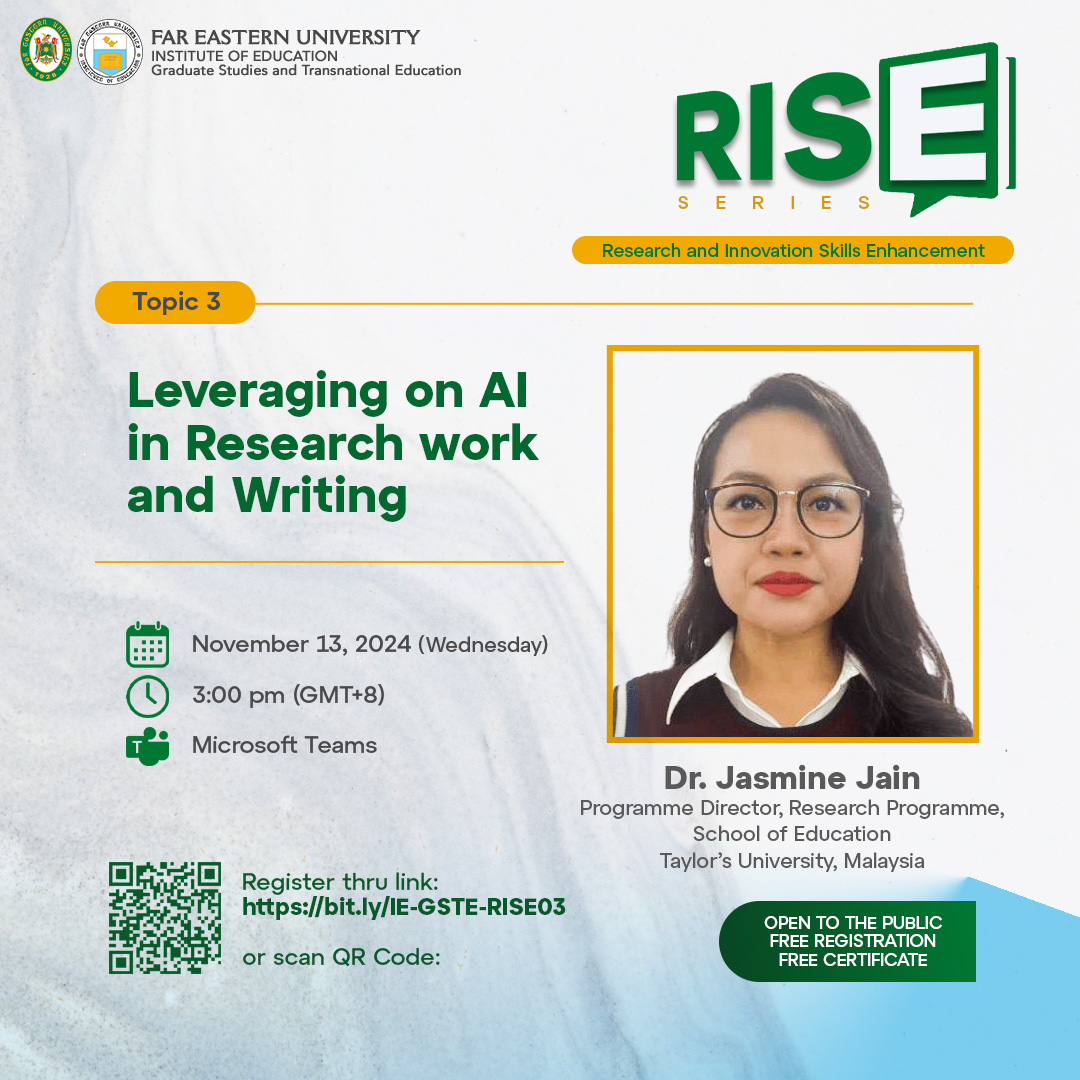 FAR EASTERN UNIVERSITY
INSTITUTE OF EDUCATION
Graduate Studies and Transnational Education
RISE
SERIES
Research and Innovation Skills Enhancement
Topic 3
Leveraging on AI
in Research work
and Writing
November 13, 2024 (Wednesday)
3:00 pm (GMT+8)
T
Microsoft Teams
Dr. Jasmine Jain
Programme Director, Research Programme,
School of Education
Taylor's University, Malaysia
Register thru link:
https://bit.ly/IE-GSTE-RISE03
or scan QR Code:
OPEN TO THE PUBLIC
FREE REGISTRATION
FREE CERTIFICATE